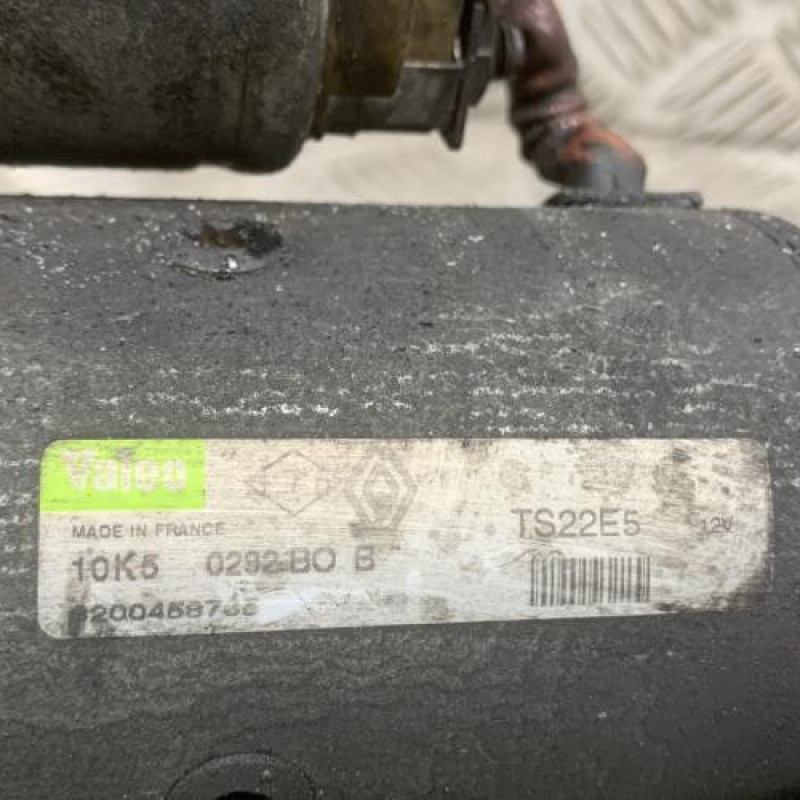 Valeo
MADE IN FRANCE
TS22E5 12V
10K5 0292-BO B